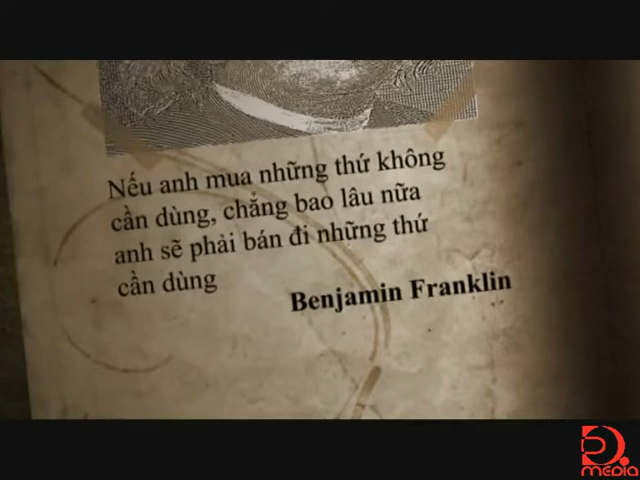 Nếu anh mua những thứ không
cần dùng, chẳng bao lâu nữa
anh sẽ phải bán đi những thứ
cần dùng
Benjamin Franklin
MEDIA